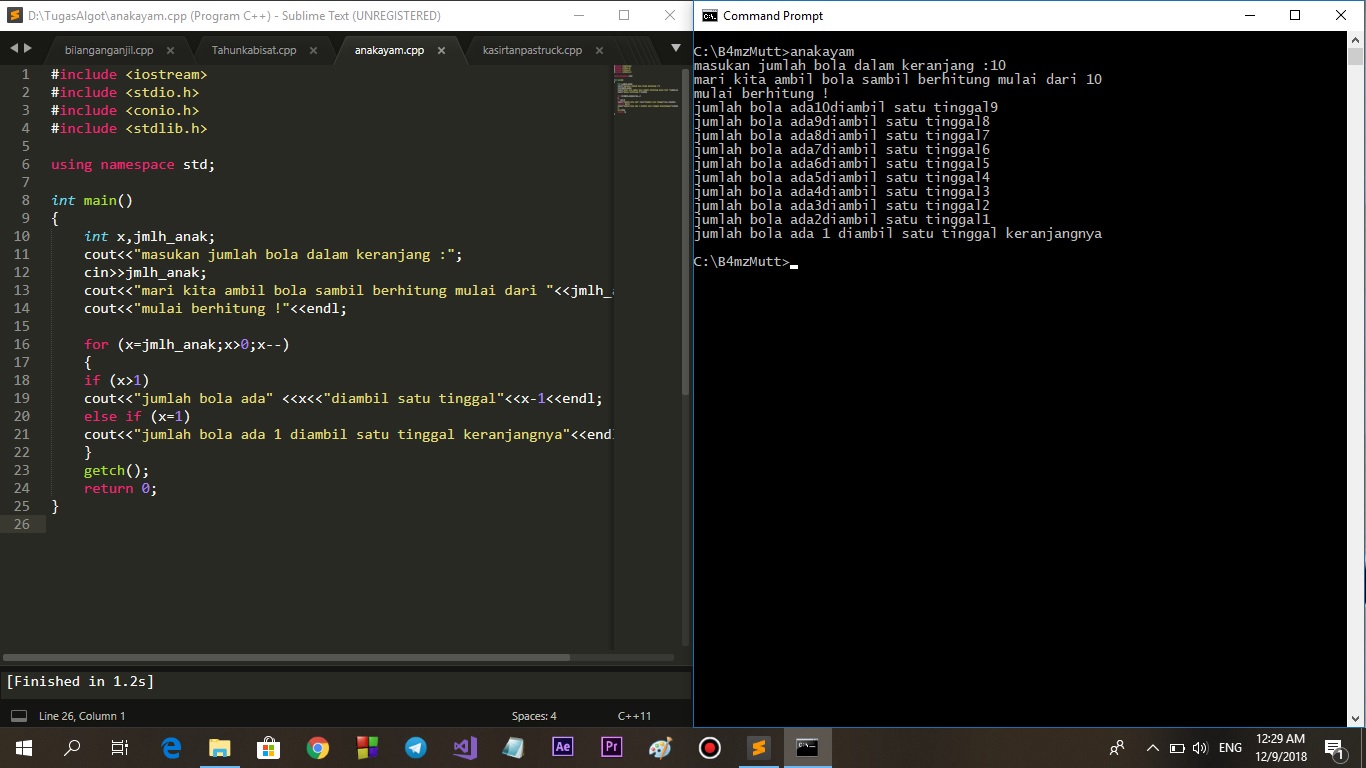 D:\TugasAlgot\anakayam.cpp (Program C++) - Sublime Text (UNREGISTERED)
bilanganganjil.cpp
Tahunkabisat.cpp
anakayam.cpp
kasirtanpastruck.cpp
1 #include <iostream>
2 #include <stdio.h>
3 #include <conio.h>
4 #include <stdlib.h>
5
6 using namespace std;
7
8 int main()
9 {
10 int x,jmlh_anak;
11 cout<<"masukan jumlah bola dalam keranjang :";
12 cin>>jmlh_anak;
13 cout<<"mari kita ambil bola sambil berhitung mulai dari "<<jmlh_
14 cout<<"mulai berhitung !"<<endl;
15
16 for (x=jmlh_anak;x>0;x--)
17 {
18 if (x>1)
19 cout<<"jumlah bola ada" <<x<<"diambil satu tinggal"<<x-1<<endl;
20 else if (x=1)
21 cout<<"jumlah bola ada 1 diambil satu tinggal keranjangnya"<<endl
22 }
23 getch();
24 return 0;
25 }
26
[Finished in 1.2s]
Line 26, Column 1
Spaces: 4
C++11
Command Prompt
C:\B4mzMutt>anakayam
masukan jumlah bola dalam keranjang :10
mari kita ambil bola sambil berhitung mulai dari 10
mulai berhitung !
jumlah bola ada10diambil satu tinggal9
jumlah bola ada9diambil satu tinggal8
jumlah bola ada8diambil satu tinggal7
jumlah bola ada7diambil satu tinggal6
jumlah bola ada6diambil satu tinggal5
jumlah bola ada5diambil satu tinggal4
jumlah bola ada4diambil satu tinggal3
jumlah bola ada3diambil satu tinggal2
jumlah bola ada2diambil satu tinggal1
jumlah bola ada 1 diambil satu tinggal keranjangnya
C:\B4mzMutt>
Ae
Pr
ENG
12:29 AM
12/9/2018
1